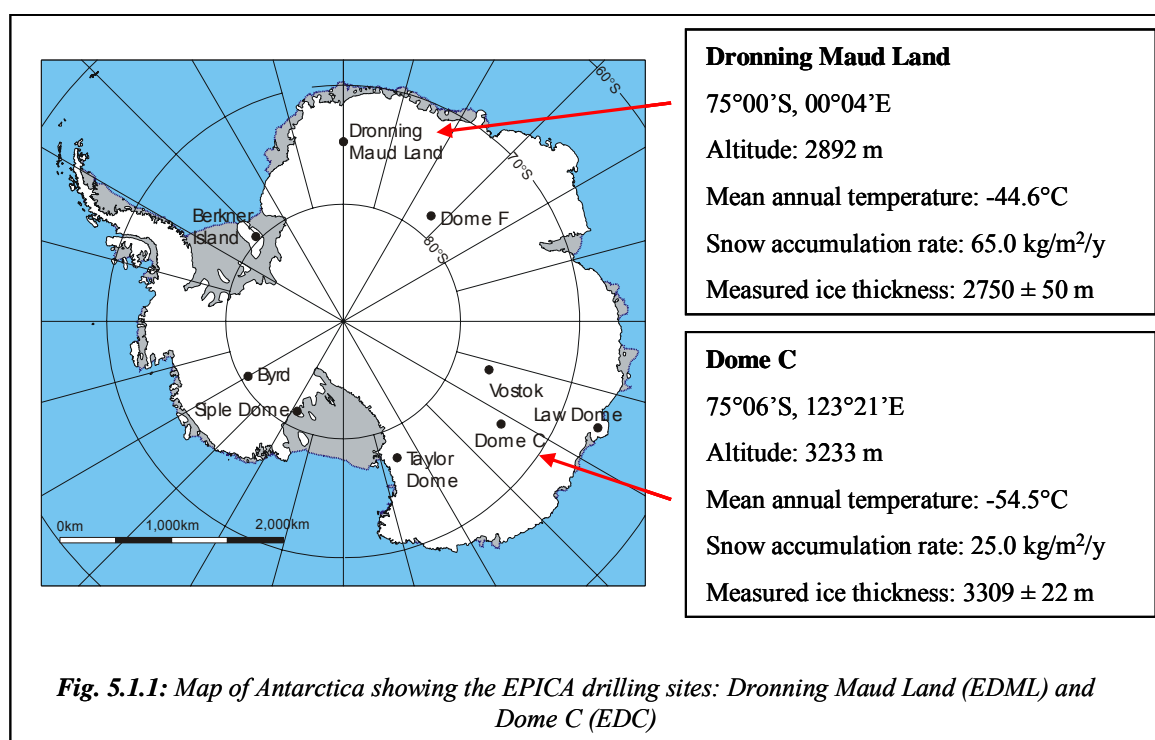 60°S
Dronning
Maud Land
70°S
Dome F
Berkner
Island
80°S
Byrd
Vostok
Siple Dome
Law Dome
Dome C
Taylor
Dome
0km 1,000km 2,000km
Dronning Maud Land
75°00’S, 00°04’E
Altitude: 2892 m
Mean annual temperature: -44.6°C
Snow accumulation rate: 65.0 kg/m²/y
Measured ice thickness: 2750 ± 50 m
Dome C
75°06’S, 123°21’E
Altitude: 3233 m
Mean annual temperature: -54.5°C
Snow accumulation rate: 25.0 kg/m²/y
Measured ice thickness: 3309 ± 22 m
Fig. 5.1.1: Map of Antarctica showing the EPICA drilling sites: Dronning Maud Land (EDML) and
Dome C (EDC)